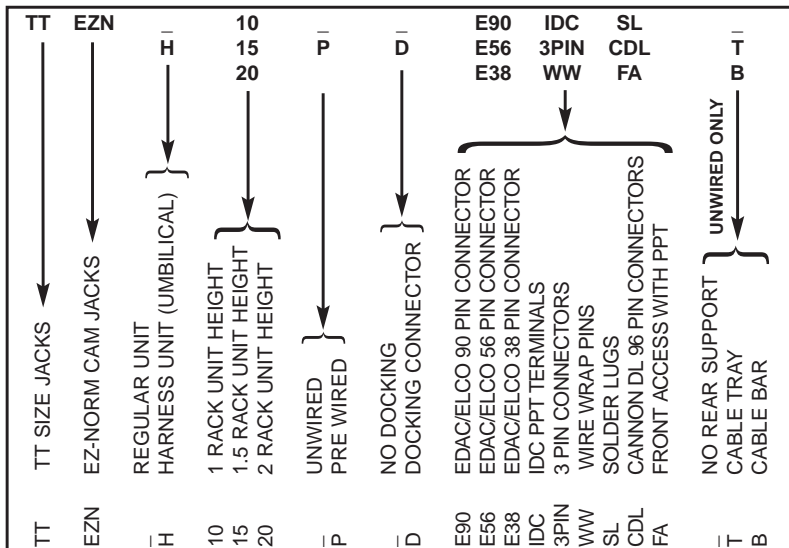 TT EZN _ 10 _ _ E90 IDC SL _
H 15 P D E56 3PIN CDL T
20 E38 WW FA B
UNWIRED ONLY
TT SIZE JACKS
EZ-NORM CAM JACKS
REGULAR UNIT
HARNESS UNIT (UMBILICAL)
1 RACK UNIT HEIGHT
1.5 RACK UNIT HEIGHT
2 RACK UNIT HEIGHT
UNWIRED
PRE WIRED
NO DOCKING
DOCKING CONNECTOR
EDAC/ELCO 90 PIN CONNECTOR
EDAC/ELCO 56 PIN CONNECTOR
EDAC/ELCO 38 PIN CONNECTOR
IDC PPT TERMINALS
3 PIN CONNECTORS
WIRE WRAP PINS
SOLDER LUGS
CANNON DL 96 PIN CONNECTORS
FRONT ACCESS WITH PPT
NO REAR SUPPORT
CABLE TRAY
CABLE BAR
TT
EZN
_
H
10
15
20
_
P
_
D
E90
E56
E38
IDC
3PIN
WW
SL
CDL
FA
_
T
B